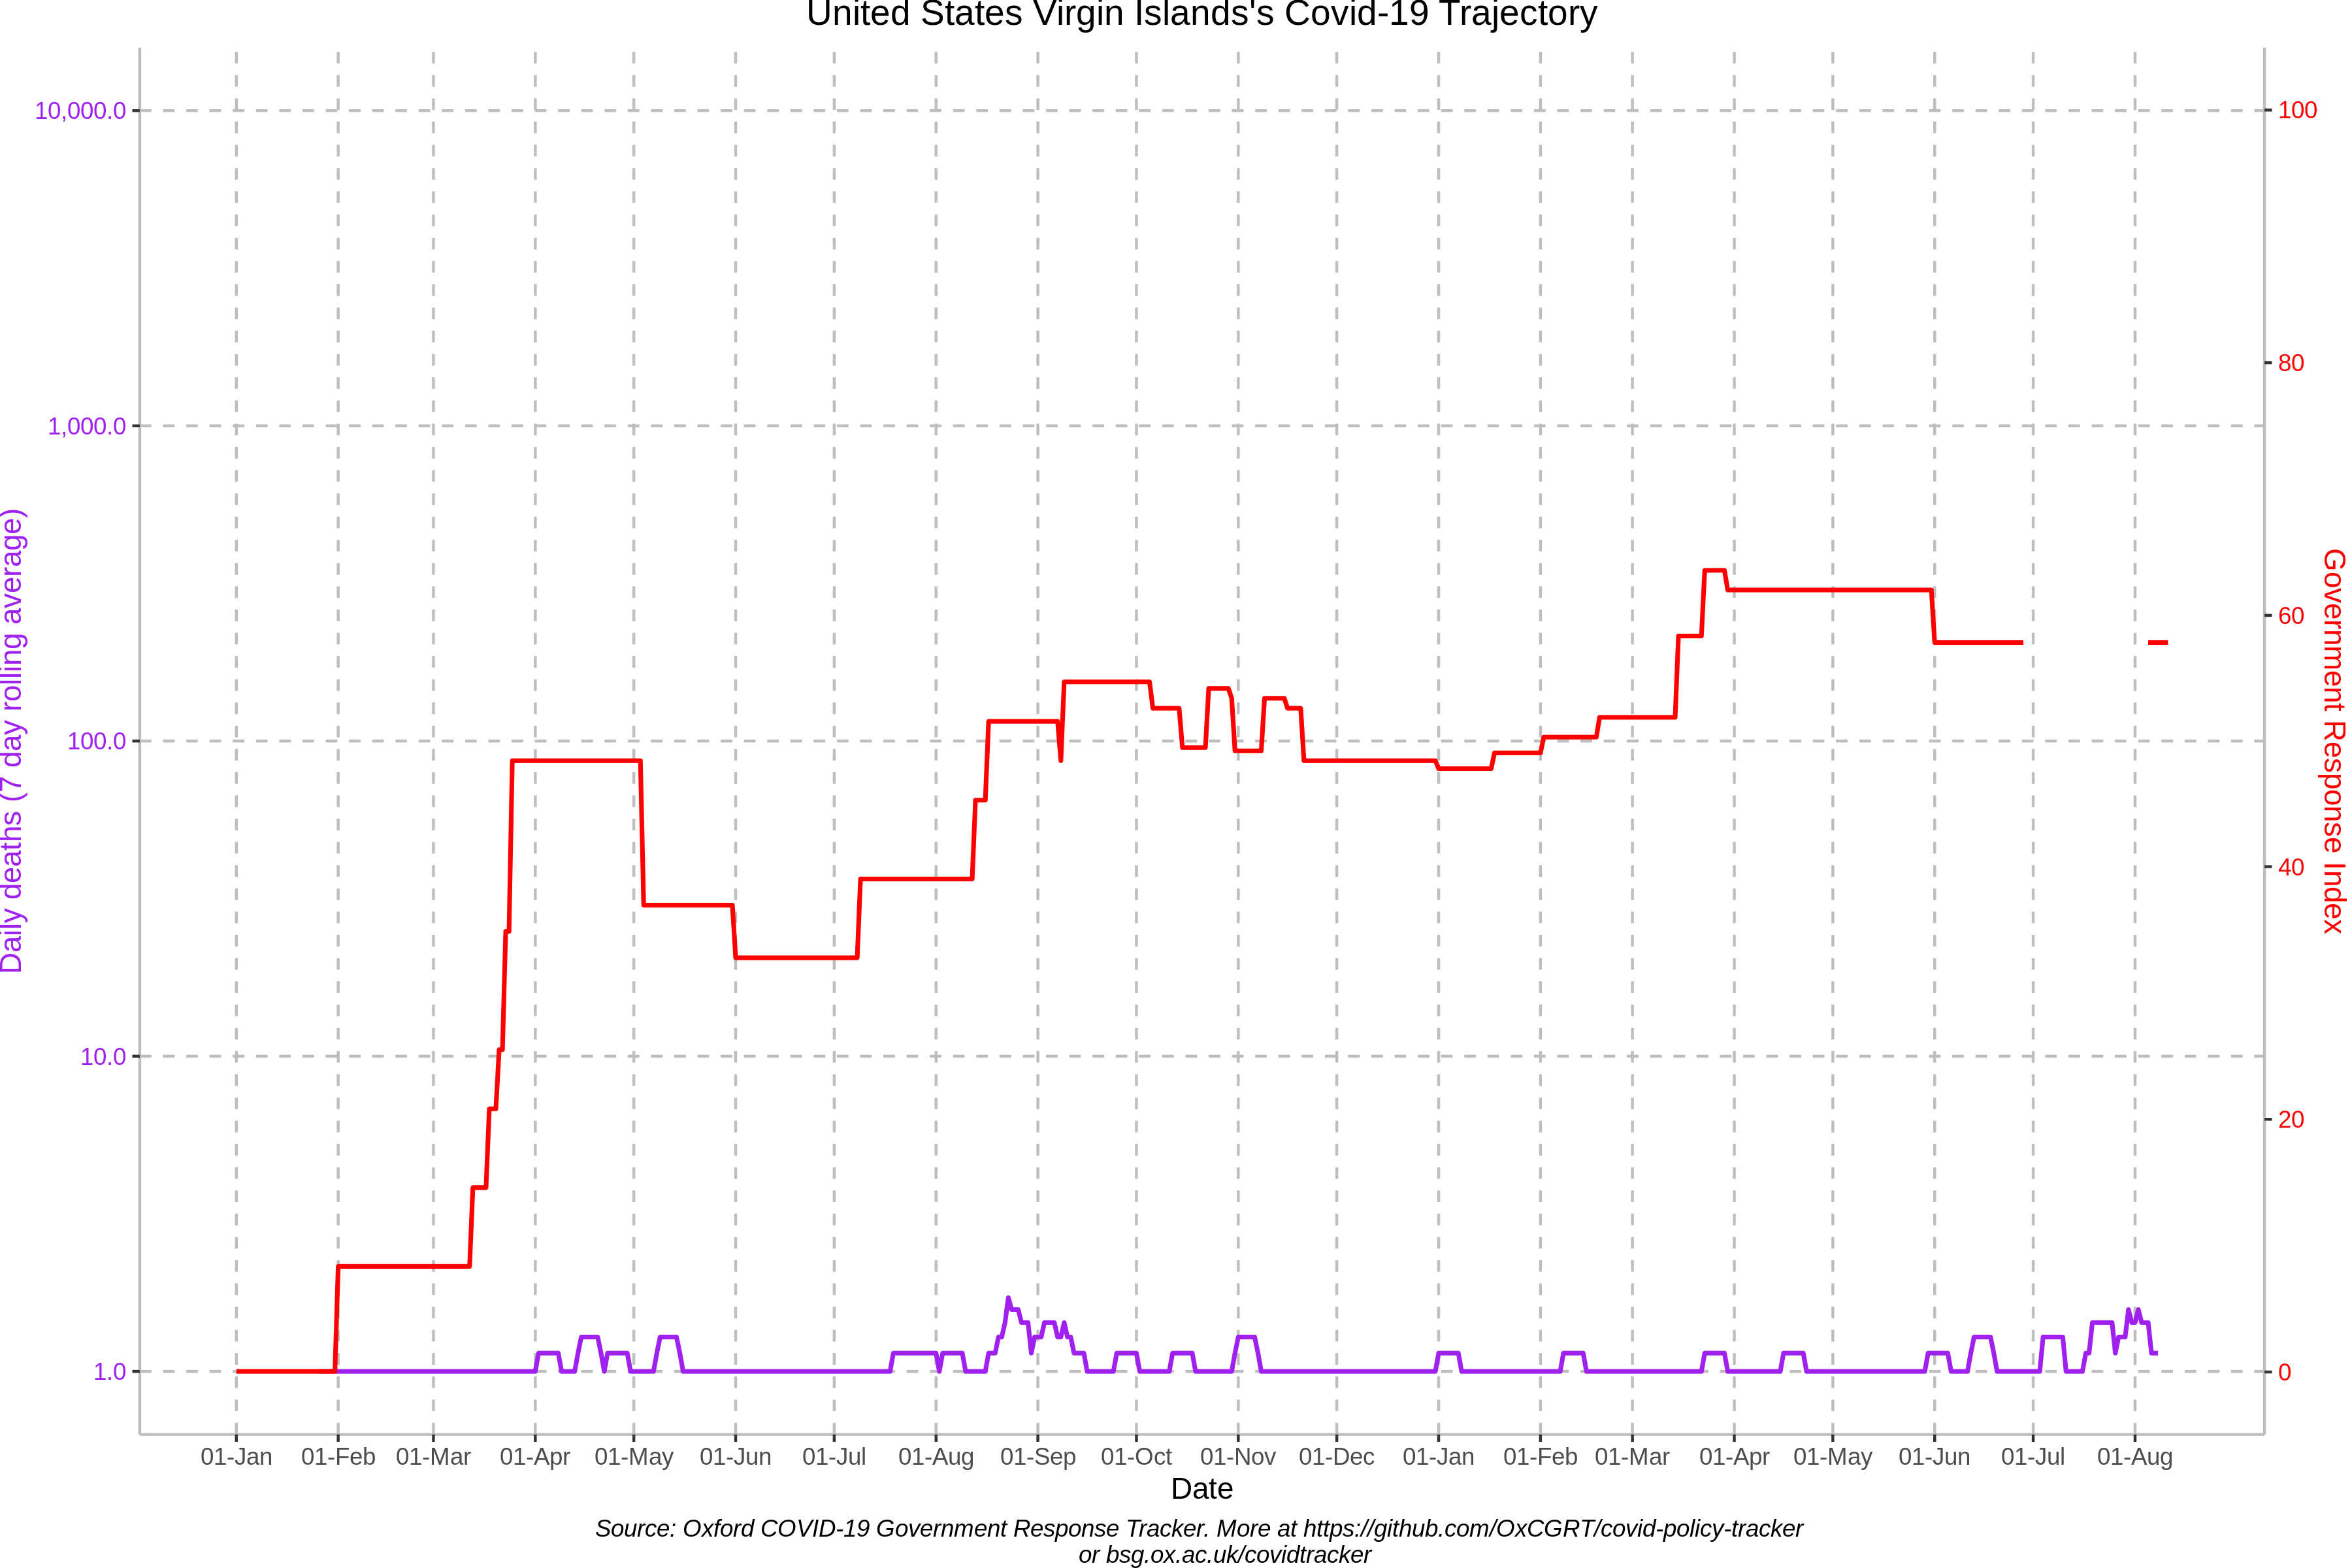 United States Virgin Islands's Covid-19 Trajectory
10,000.0
1,000.0
100.0
10.0
1.0
Daily deaths (7 day rolling average)
100
80
60
40
20
0
Government Response Index
01-Jan 01-Feb 01-Mar 01-Apr 01-May 01-Jun 01-Jul 01-Aug 01-Sep 01-Oct 01-Nov 01-Dec 01-Jan 01-Feb 01-Mar 01-Apr 01-May 01-Jun 01-Jul 01-Aug
Date
Source: Oxford COVID-19 Government Response Tracker. More at https://github.com/OxCGRT/covid-policy-tracker
or bsg.ox.ac.uk/covidtracker